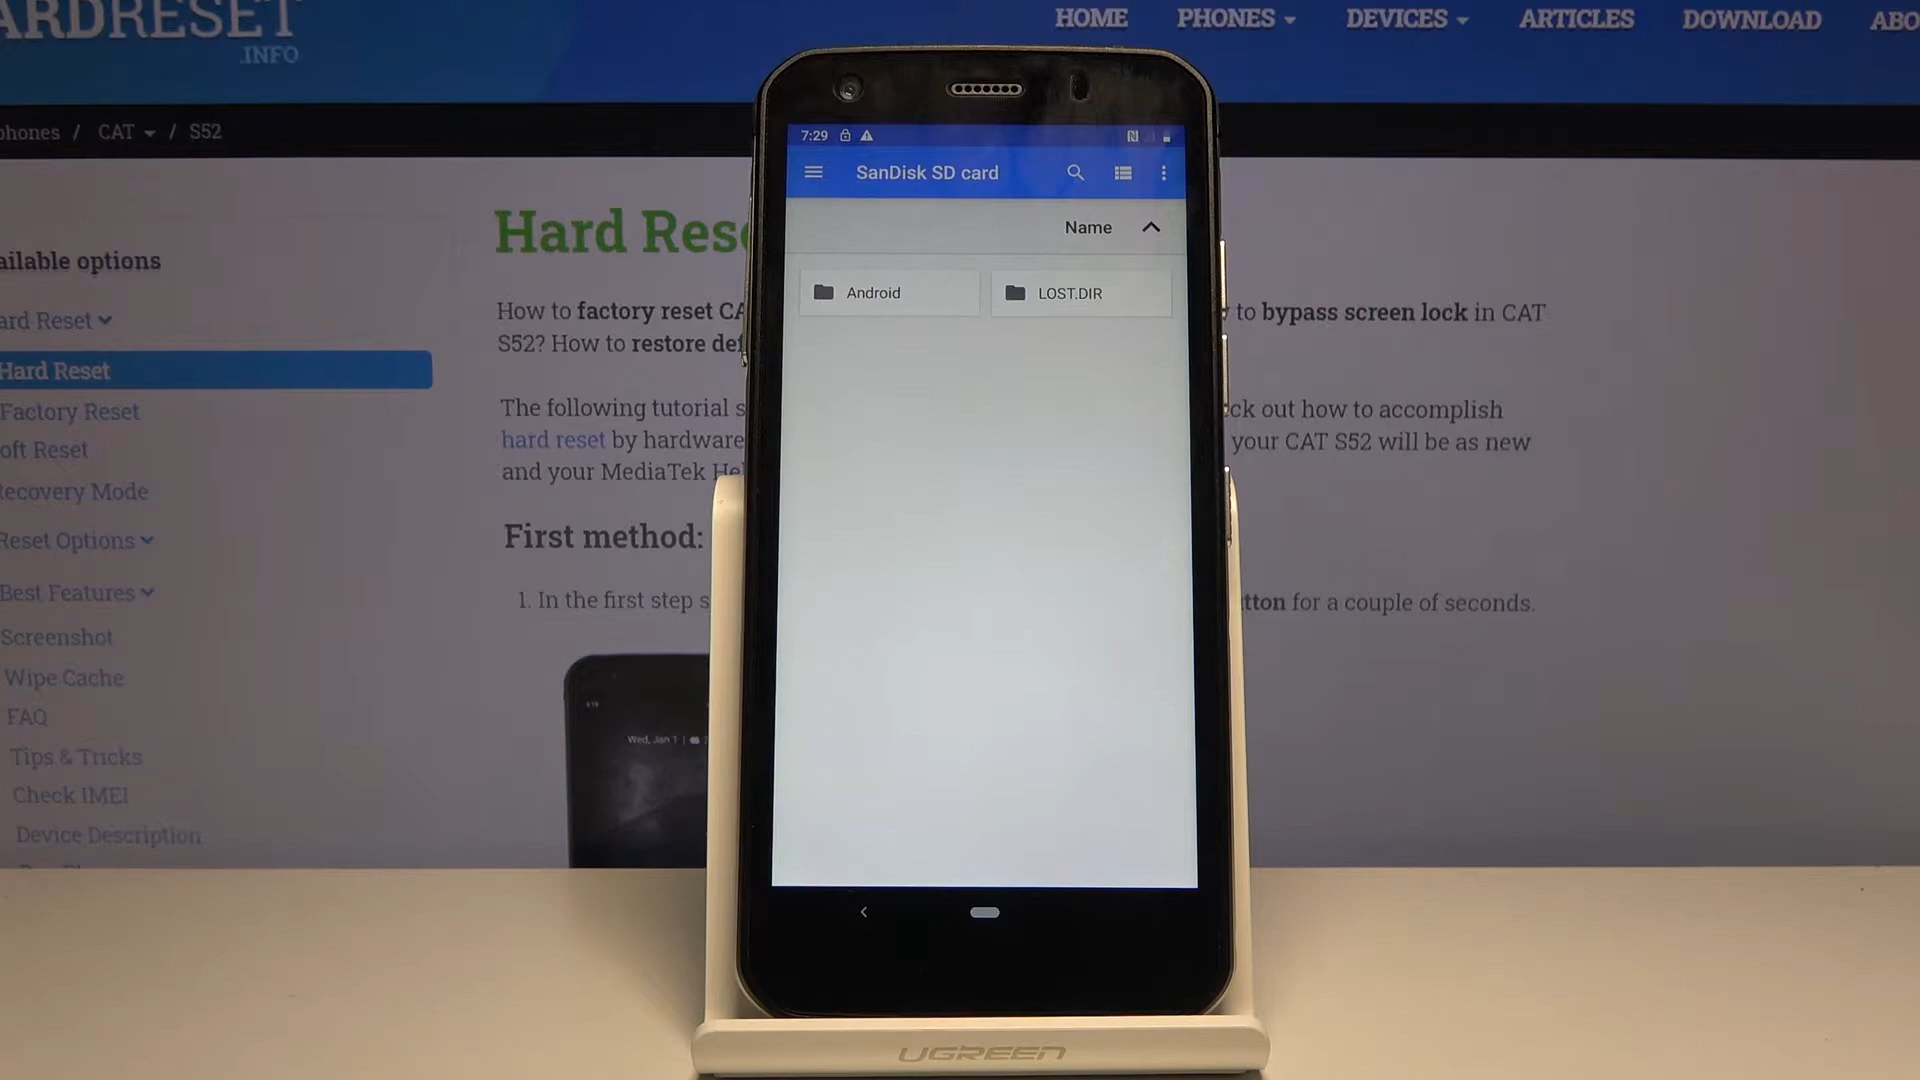 ARDRESET
.INFO
HOME PHONES DEVICES ARTICLES DOWNLOAD ABO
phones / CAT / S52
ailable options
ard Reset
Hard Reset
Factory Reset
oft Reset
ecovery Mode
Reset Options
Best Features
Screenshot
Wipe Cache
FAQ
Tips & Tricks
Check IMEI
Device Description
Hard Res
How to factory reset CA
to bypass screen lock in CAT
S52? How to restore def
The following tutorial s
ck out how to accomplish
hard reset by hardware
your CAT S52 will be as new
and your MediaTek Hel
First method:
1. In the first step s
tton for a couple of seconds.
Wed, Jan 1
7:29
SanDisk SD card
Name
Android
LOST.DIR
UGREEN